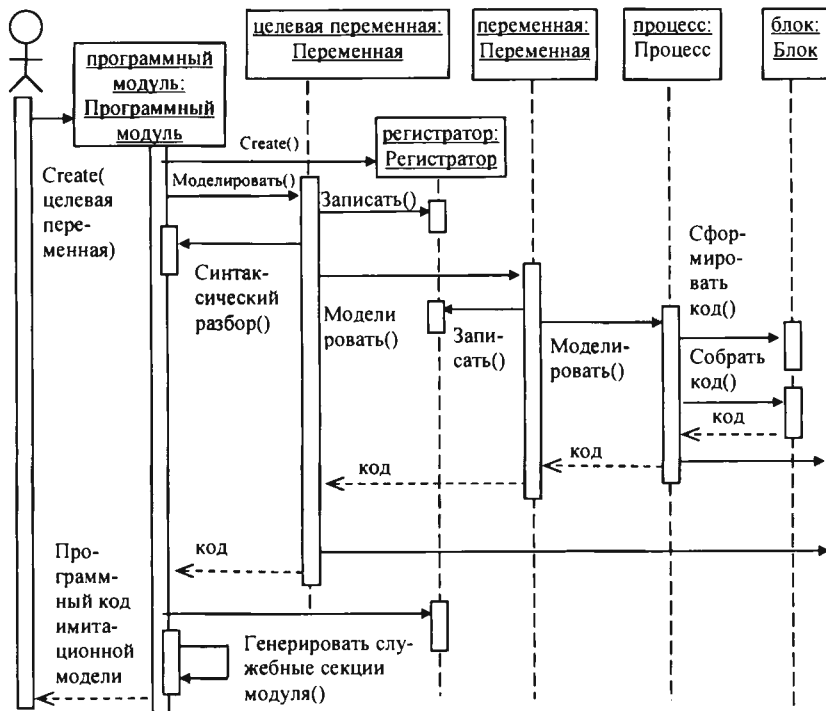 целевая переменная:
Переменная
переменная:
Переменная
процесс:
Процесс
блок:
Блок
программный
модуль:
Программный
модуль
регистратор:
Регистратор
Create()
Create(
целевая
пере-
менная)
Моделировать()
Записать()
Синтак-
сический
разбор()
Модели
ровать()
Запи-
сать()
Модели-
ровать()
Сфор-
миро-
вать
код()
Собрать
код()
код
код
код
код
Про-
грамм-
ный код
имит-
ационной
модели
Генерировать слу-
жебные секции
модуля()